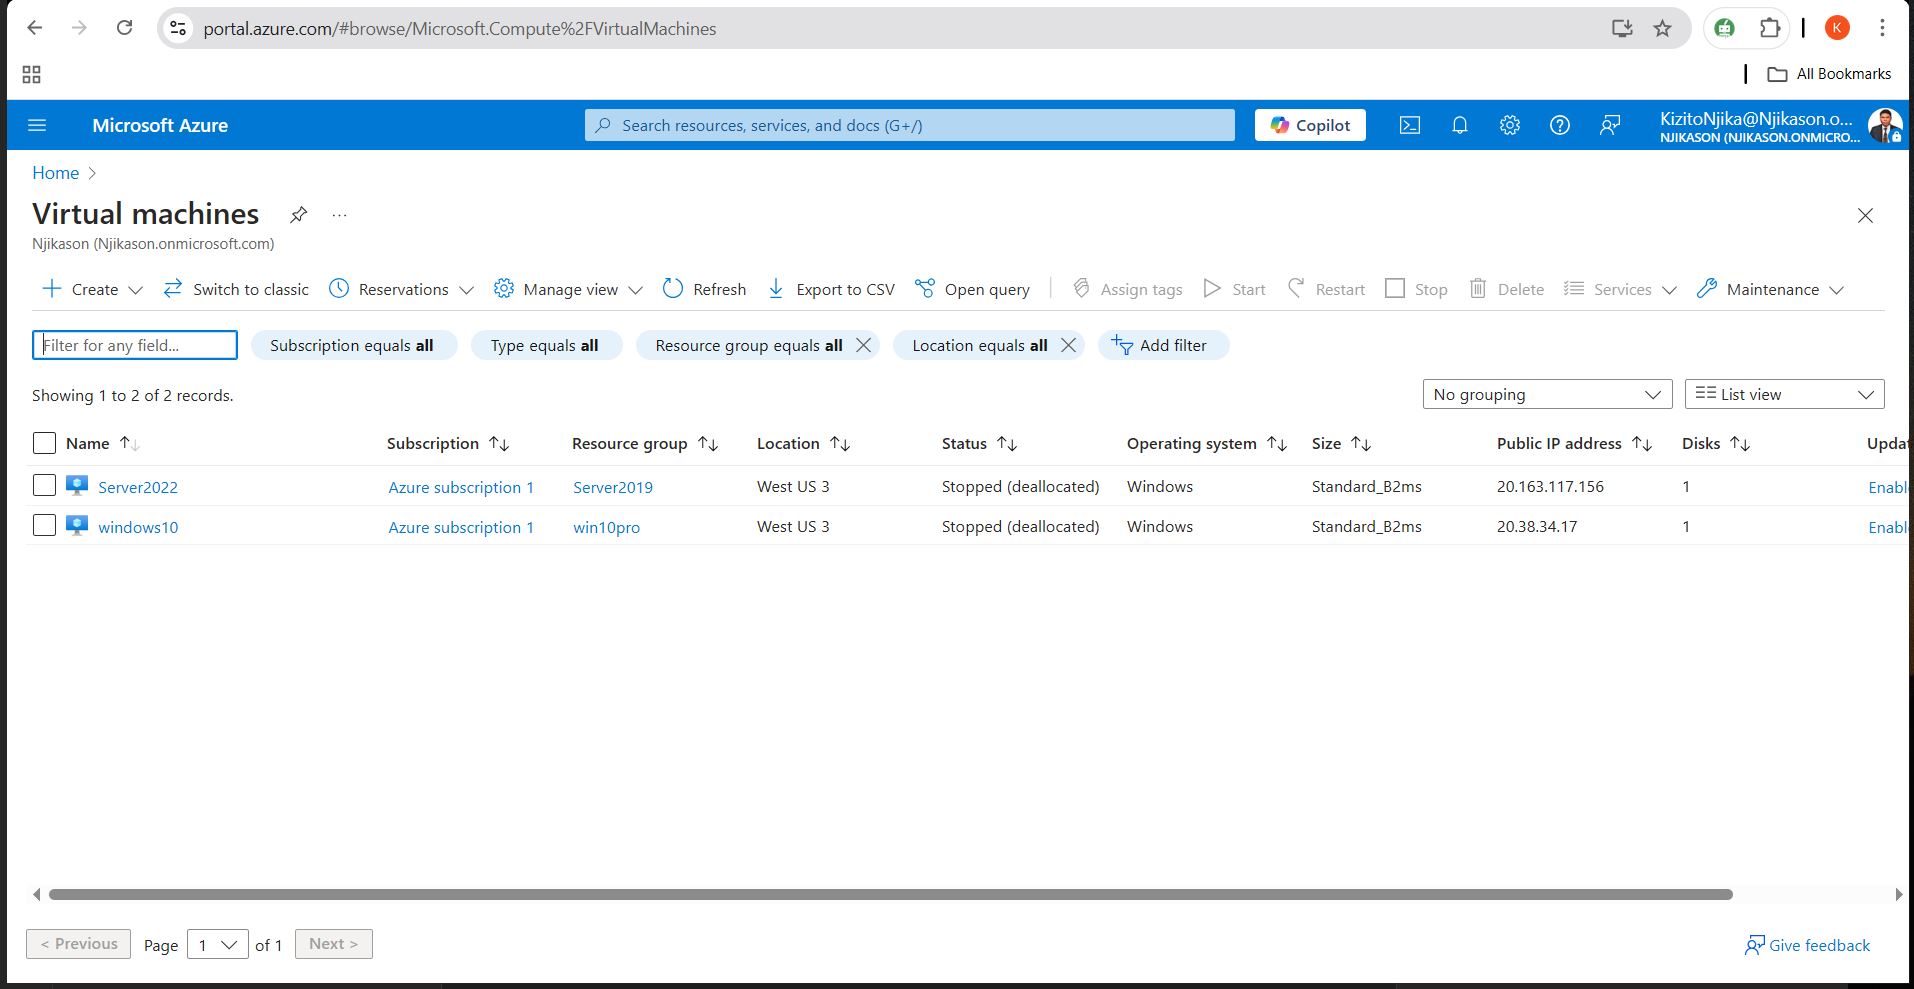 portal.azure.com/#browse/Microsoft.Compute%2FVirtualMachines
K
All Bookmarks
Microsoft Azure
Search resources, services, and docs (G+/)
Copilot
KizitoNjika@Njikason.o...
NJIKASON (NJIKASON.ONMICRO...
Home
Virtual machines
...
Njikason (Njikason.onmicrosoft.com)
Create
Switch to classic
Reservations
Manage view
Refresh
Export to CSV
Open query
Assign tags
Start
Restart
Stop
Delete
Services
Maintenance
Filter for any field...
Subscription equals all
Type equals all
Resource group equals all
Location equals all
Add filter
Showing 1 to 2 of 2 records.
No grouping
List view
Name Subscription Resource group Location Status Operating system Size Public IP address Disks Updat
Server2022 Azure subscription 1 Server2019 West US 3 Stopped (deallocated) Windows Standard_B2ms 20.163.117.156 1 Enabl
windows10 Azure subscription 1 win10pro West US 3 Stopped (deallocated) Windows Standard_B2ms 20.38.34.17 1 Enabl
< Previous Page 1 of 1 Next >
Give feedback